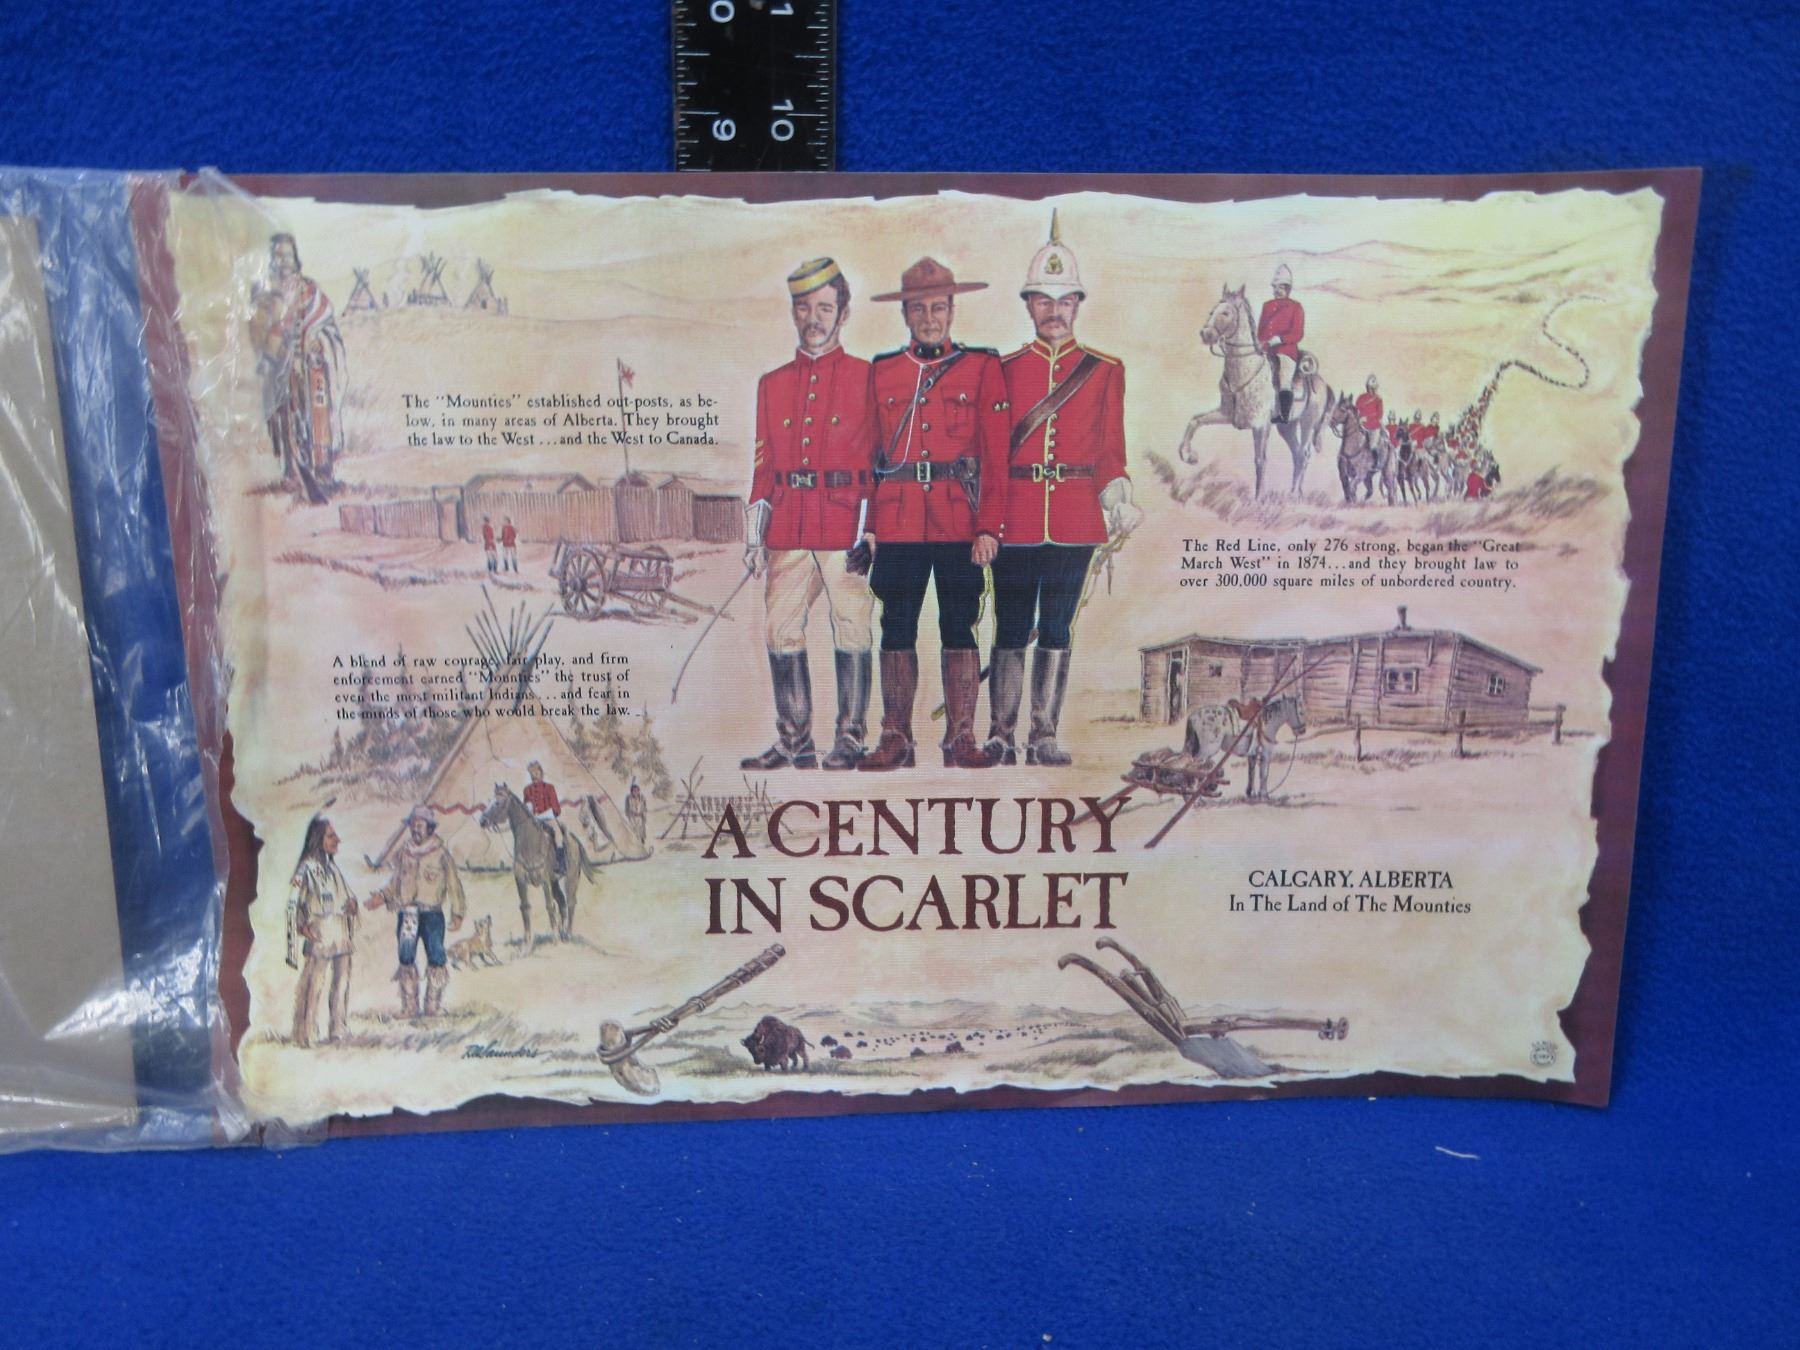 0
1
9
10
The "Mounties" established out-posts, as be-
low, in many areas of Alberta. They brought
the law to the West ... and the West to Canada.
The Red Line, only 276 strong, began the "Great
March West" in 1874...and they brought law to
over 300,000 square miles of unbordered country.
A blend of raw courage, fair play, and firm
enforcement earned "Mounties" the trust of
even the most militant Indians ... and fear in
the minds of those who would break the law.
A CENTURY
IN SCARLET
CALGARY, ALBERTA
In The Land of The Mounties